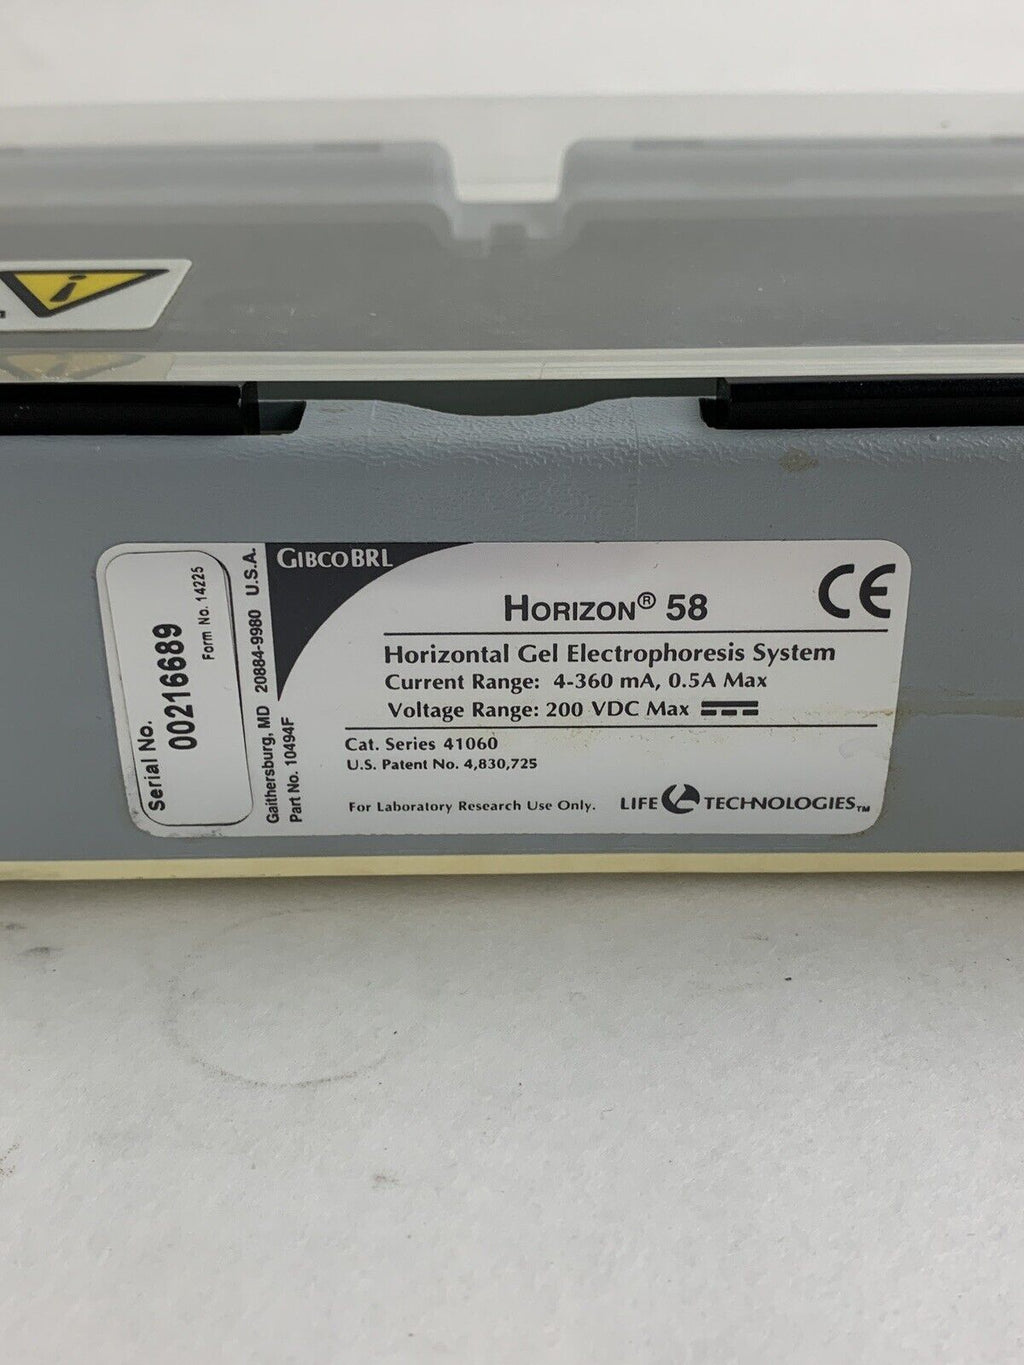 Serial No.
00216689
Form No. 14225
Gaithersburg, MD 20884-9980 U.S.A.
Part No. 10494F
GIBCOBRL
HORIZON® 58
CE
Horizontal Gel Electrophoresis System
Current Range: 4-360 mA, 0.5A Max
Voltage Range: 200 VDC Max
Cat. Series 41060
U.S. Patent No. 4,830,725
For Laboratory Research Use Only.
LIFE TECHNOLOGIES™